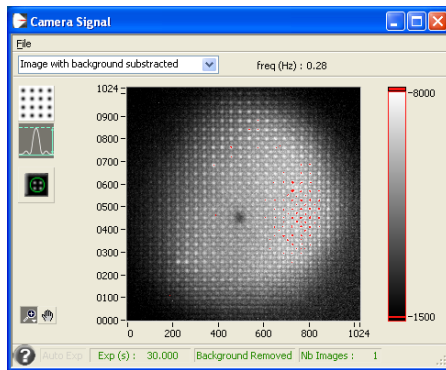 Camera Signal
File
Image with background substracted
freq (Hz) : 0.28
1024
0900
0800
0700
0600
0500
0400
0300
0200
0100
0000
0 200 400 600 800 1024
8000
1500
Auto Exp Exp (s) : 30.000 Background Removed Nb Images : 1